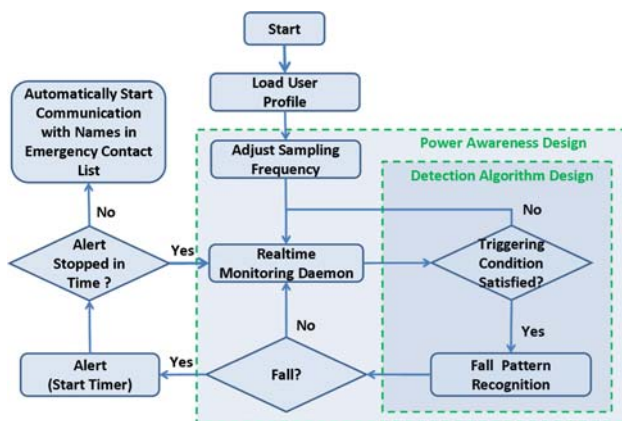 Start
Load User
Profile
Automatically Start
Communication
with Names in
Emergency Contact
List
Power Awareness Design
Adjust Sampling
Frequency
Detection Algorithm Design
No
No
Alert
Stopped in
Time ?
Yes
Realtime
Monitoring Daemon
Triggering
Condition
Satisfied?
No
Yes
Alert
(Start Timer)
Yes
Fall?
Fall Pattern
Recognition